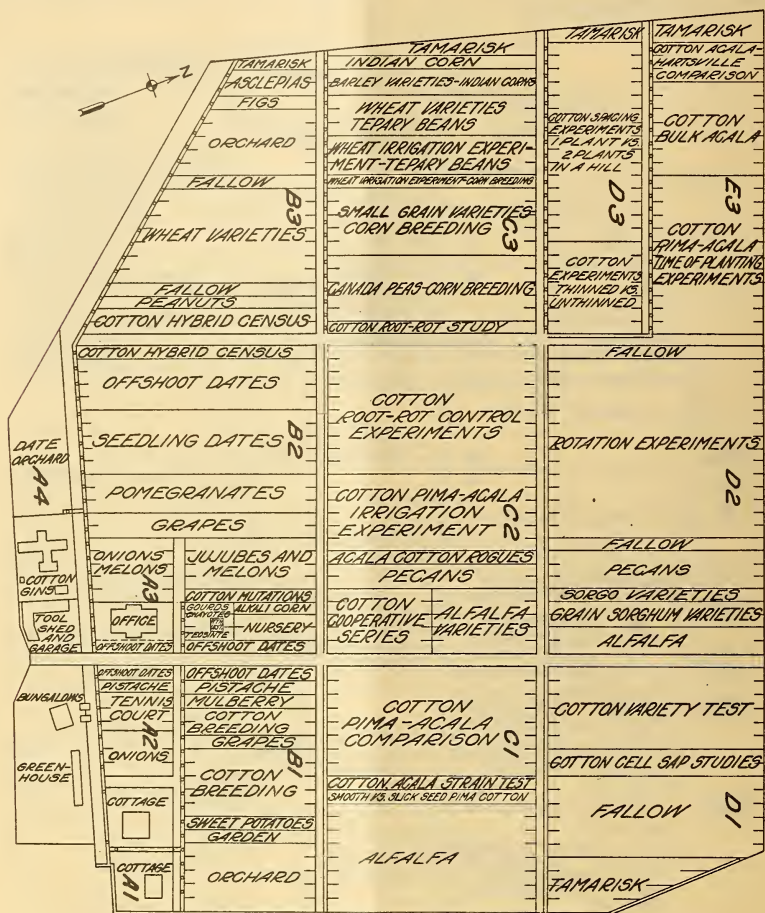 N
TAMARISK
ASCLEPIAS
FIGS
ORCHARD
FALLOW
B3
WHEAT VARIETIES
FALLOW
PEANUTS
COTTON HYBRID CENSUS
TAMARISK
INDIAN CORN
BARLEY VARIETIES-INDIAN CORNS
WHEAT VARIETIES
TEPARY BEANS
WHEAT IRRIGATION EXPERI-
MENT-TEPARY BEANS
WHEAT IRRIGATION EXPERIMENT-CORN BREEDING
SMALL GRAIN VARIETIES
CORN BREEDING
C3
CANADA PEAS-CORN BREEDING
COTTON ROOT-ROT STUDY
TAMARISK
COTTON SPACING
EXPERIMENTS
1 PLANT VS.
2 PLANTS
IN A HILL
D3
COTTON
EXPERIMENTS
THINNED VS.
UNTHINNED
TAMARISK
COTTON ACALA-
HARTSVILLE
COMPARISON
COTTON
BULK ACALA
E3
COTTON
PIMA-ACALA
TIME OF PLANTING
EXPERIMENTS
COTTON HYBRID CENSUS
OFFSHOOT DATES
SEEDLING DATES
B2
POMEGRANATES
GRAPES
COTTON
ROOT-ROT CONTROL
EXPERIMENTS
COTTON PIMA-ACALA
IRRIGATION
EXPERIMENT
C2
ACALA COTTON ROGUES
PECANS
COTTON
COOPERATIVE
SERIES
ALFALFA
VARIETIES
FALLOW
ROTATION EXPERIMENTS
D2
FALLOW
PECANS
SORGO VARIETIES
GRAIN SORGHUM VARIETIES
ALFALFA
DATE
ORCHARD
A4
COTTON
GINS
TOOL
SHED
AND
GARAGE
ONIONS
MELONS
A3
OFFICE
OFFSHOOT DATES
JUJUBES AND
MELONS
COTTON MUTATIONS
GOURDS
CHAYOTES
ALKALI CORN
NURSERY
TEOSINTE
OFFSHOOT DATES
BUNGALOWS
GREEN-
HOUSE
OFFSHOOT DATES
PISTACHE
TENNIS
COURT
A2
ONIONS
COTTAGE
COTTAGE
A1
OFFSHOOT DATES
PISTACHE
MULBERRY
COTTON
BREEDING
GRAPES
B1
COTTON
BREEDING
SWEET POTATOES
GARDEN
ORCHARD
COTTON
PIMA-ACALA
COMPARISON
C1
COTTON, ACALA STRAIN TEST
SMOOTH VS. SLICK SEED PIMA COTTON
ALFALFA
COTTON VARIETY TEST
COTTON CELL SAP STUDIES
FALLOW
D1
TAMARISK